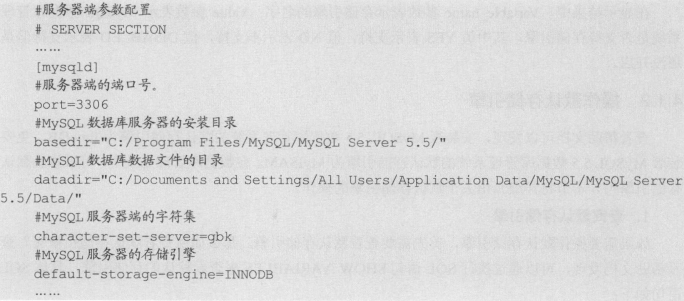 #服务器端参数配置
# SERVER SECTION
……
[mysqld]
#服务器端的端口号。
port=3306
#MySQL 数据库服务器的安装目录
basedir="C:/Program Files/MySQL/MySQL Server 5.5/"
#MySQL 数据库数据文件的目录
datadir="C:/Documents and Settings/All Users/Application Data/MySQL/MySQL Server
5.5/Data/"
#MySQL 服务器端的字符集
character-set-server=gbk
#MySQL 服务器的存储引擎
default-storage-engine=INNODB
……